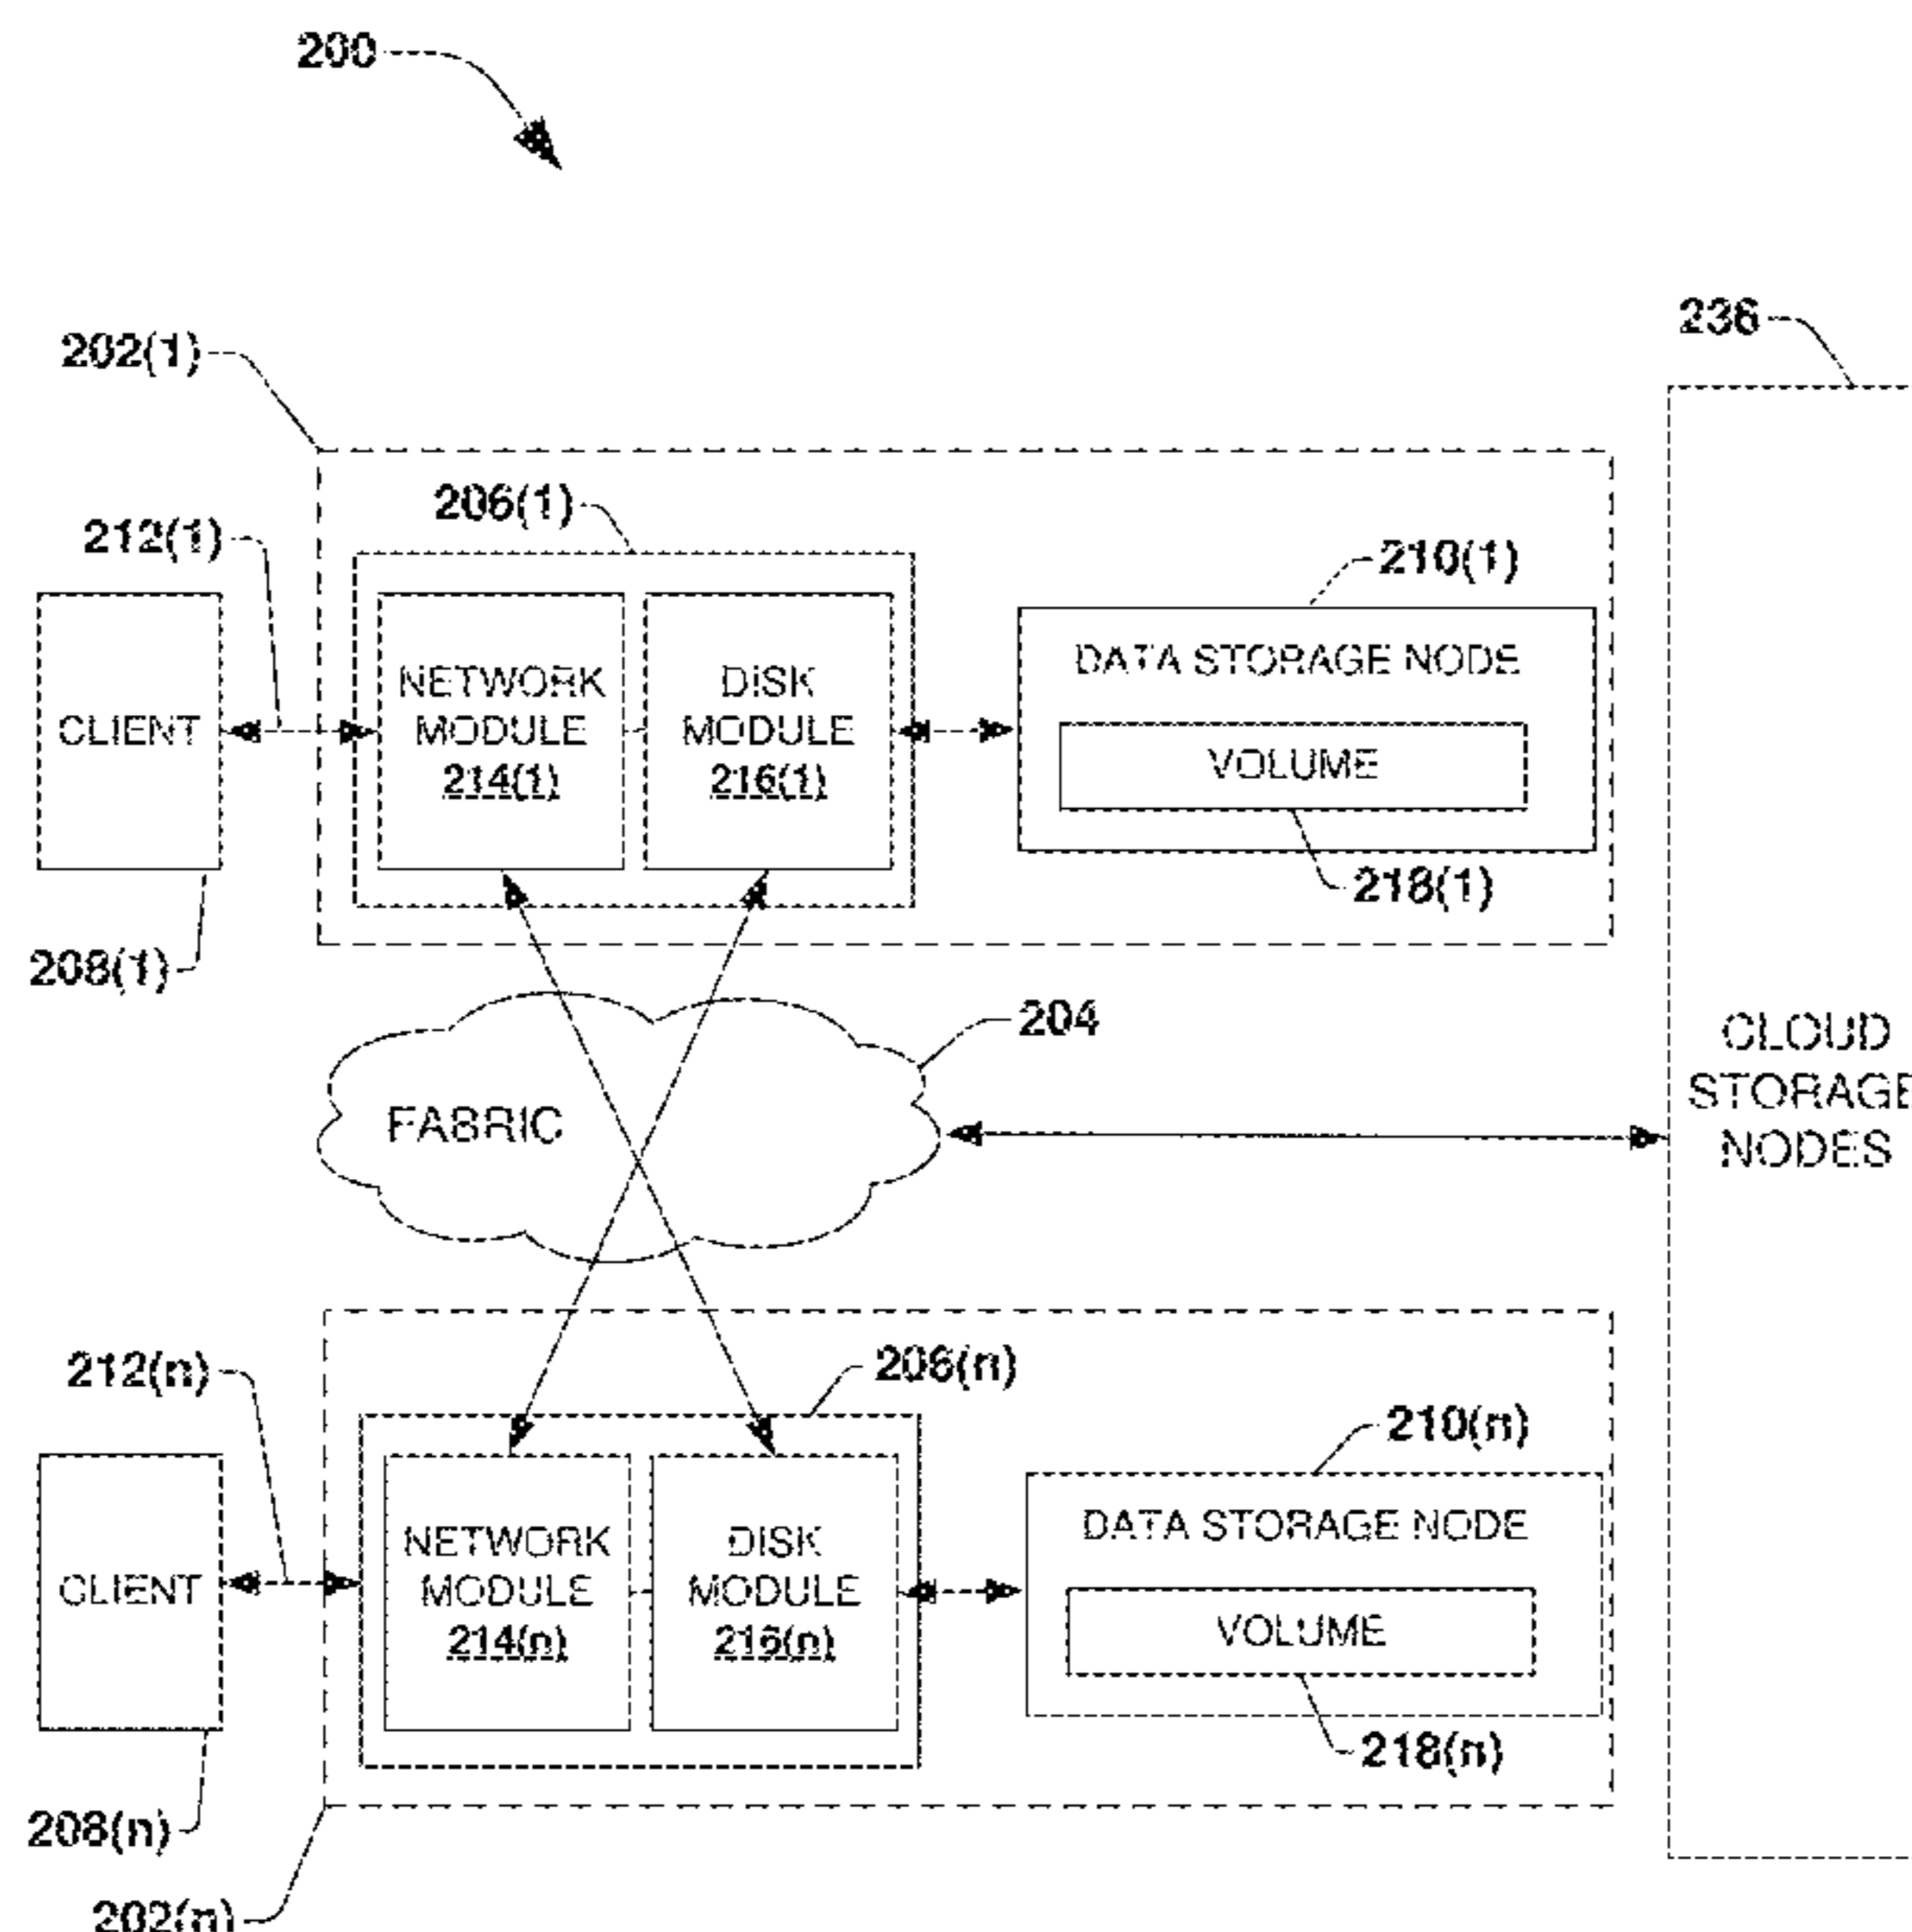 200
236
202(1)
206(1)
212(1)
210(1)
CLIENT
NETWORK
MODULE
214(1)
DISK
MODULE
216(1)
DATA STORAGE NODE
VOLUME
218(1)
208(1)
204
FABRIC
CLOUD
STORAGE
NODES
212(n)
206(n)
210(n)
CLIENT
NETWORK
MODULE
214(n)
DISK
MODULE
216(n)
DATA STORAGE NODE
VOLUME
218(n)
208(n)
202(n)